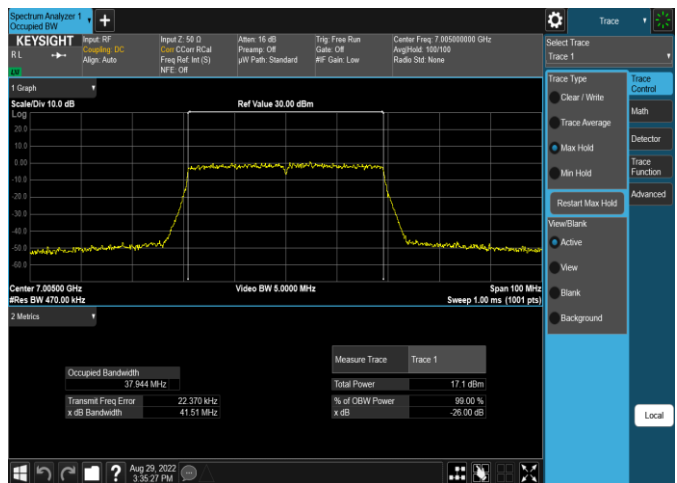 Spectrum Analyzer 1
Occupied BW
+
Trace
KEYSIGHT
R L
LW
Input: RF
Coupling: DC
Align: Auto
Input Z: 50 Ω
Corr CCorr RCal
Freq Ref: Int (S)
NFE: Off
Atten: 16 dB
Preamp: Off
µW Path: Standard
Trig: Free Run
Gate: Off
#IF Gain: Low
Center Freq: 7.005000000 GHz
Avg|Hold: 100/100
Radio Std: None
1 Graph
Scale/Div 10.0 dB
Ref Value 30.00 dBm
Log
20.0
10.0
0.00
-10.0
-20.0
-30.0
-40.0
-50.0
-60.0
Center 7.00500 GHz
Video BW 5.0000 MHz
Span 100 MHz
#Res BW 470.00 kHz
Sweep 1.00 ms (1001 pts)
2 Metrics
Measure Trace Trace 1
Occupied Bandwidth
37.944 MHz
Total Power 17.1 dBm
Transmit Freq Error 22.370 kHz
% of OBW Power 99.00 %
x dB Bandwidth 41.51 MHz
x dB -26.00 dB
Select Trace
Trace 1
Trace Type
Clear / Write
Trace Average
Max Hold
Min Hold
Restart Max Hold
View/Blank
Active
View
Blank
Background
Trace
Control
Math
Detector
Trace
Function
Advanced
Local
?
Aug 29, 2022
3:35:27 PM